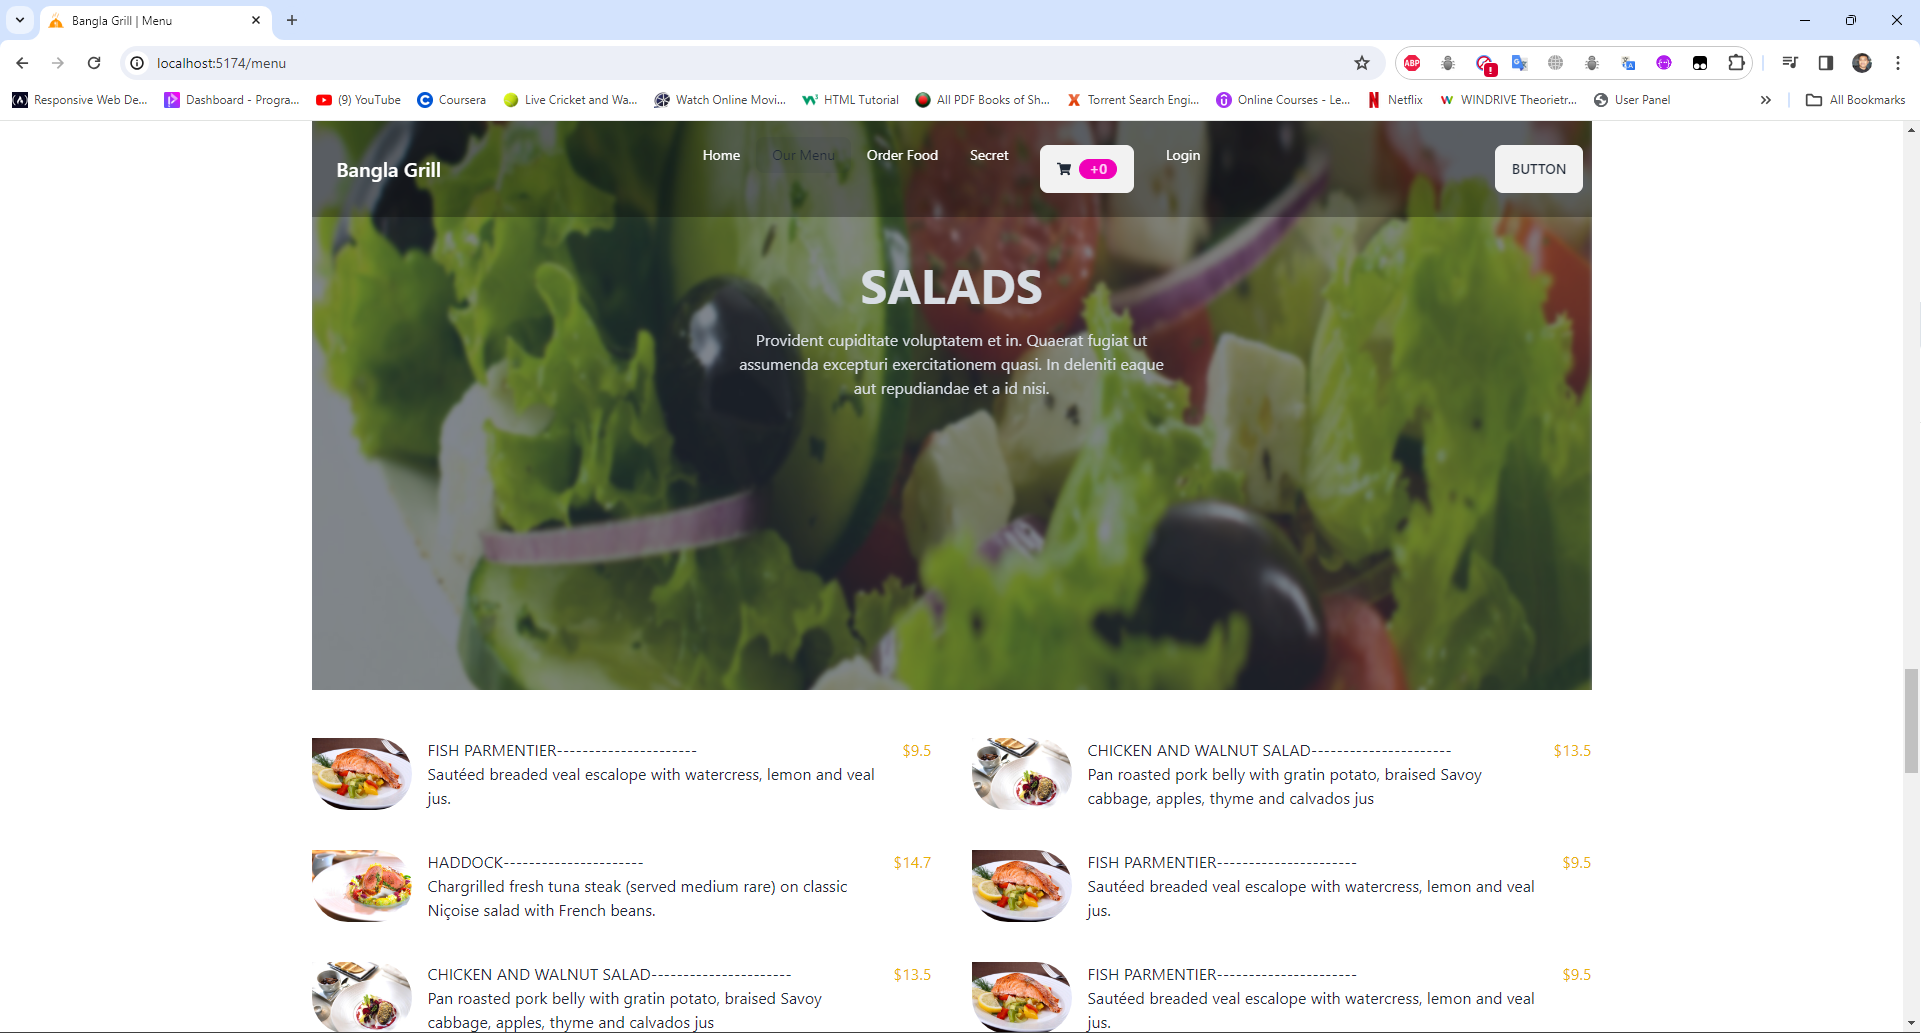 Bangla Grill | Menu
localhost:5174/menu
ABP
Responsive Web De...
Dashboard - Progra...
(9) YouTube
Coursera
Live Cricket and Wa...
Watch Online Movi...
HTML Tutorial
All PDF Books of Sh...
Torrent Search Engi...
Online Courses - Le...
Netflix
WINDRIVE Theorietr...
User Panel
All Bookmarks
Bangla Grill
Home
Our Menu
Order Food
Secret
+0
Login
BUTTON
SALADS
Provident cupiditate voluptatem et in. Quaerat fugiat ut
assumenda excepturi exercitationem quasi. In deleniti eaque
aut repudiandae et a id nisi.
FISH PARMENTIER---------------------- $9.5
Sautéed breaded veal escalope with watercress, lemon and veal
jus.
CHICKEN AND WALNUT SALAD---------------------- $13.5
Pan roasted pork belly with gratin potato, braised Savoy
cabbage, apples, thyme and calvados jus
HADDOCK---------------------- $14.7
Chargrilled fresh tuna steak (served medium rare) on classic
Niçoise salad with French beans.
FISH PARMENTIER---------------------- $9.5
Sautéed breaded veal escalope with watercress, lemon and veal
jus.
CHICKEN AND WALNUT SALAD---------------------- $13.5
Pan roasted pork belly with gratin potato, braised Savoy
cabbage, apples, thyme and calvados jus
FISH PARMENTIER---------------------- $9.5
Sautéed breaded veal escalope with watercress, lemon and veal
jus.